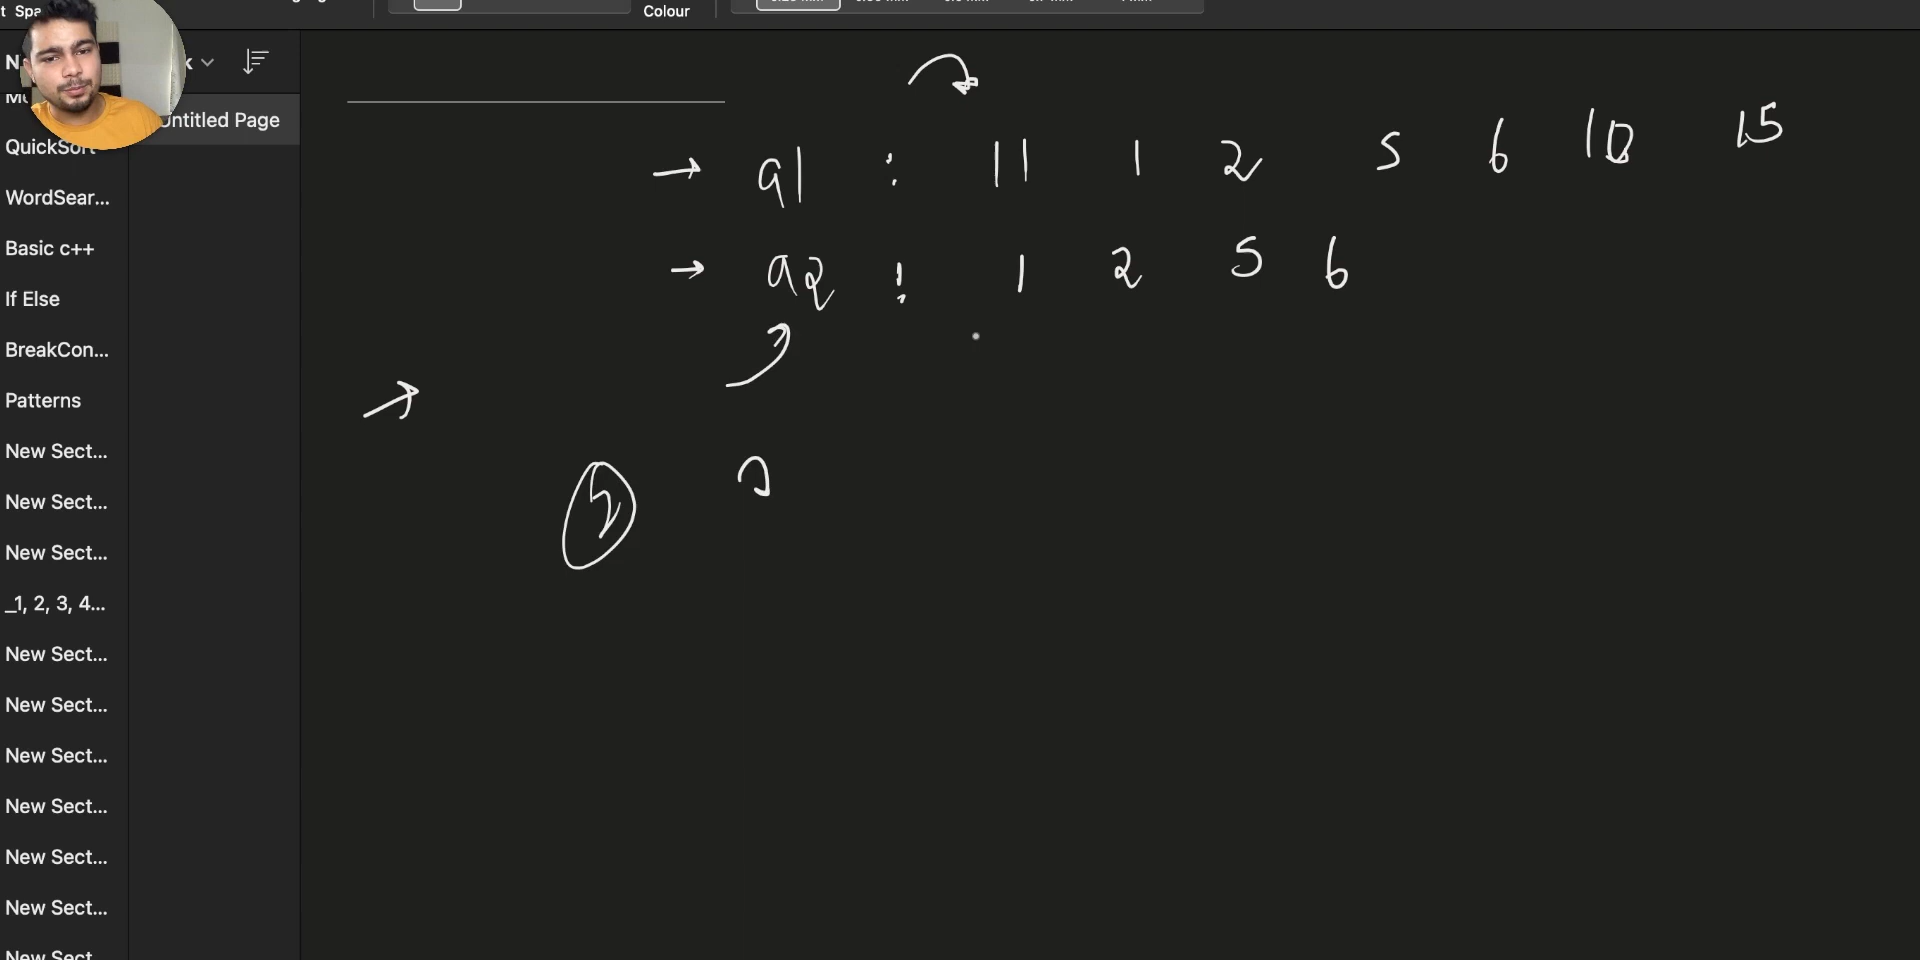 t Spa
Colour
QuickSort
WordSear...
Basic c++
If Else
BreakCon...
Patterns
New Sect...
New Sect...
New Sect...
_1, 2, 3, 4...
New Sect...
New Sect...
New Sect...
New Sect...
New Sect...
New Sect...
New Sect
Untitled Page
→ a1 : 11 1 2 5 6 10 15
→ a2 : 1 2 5 6